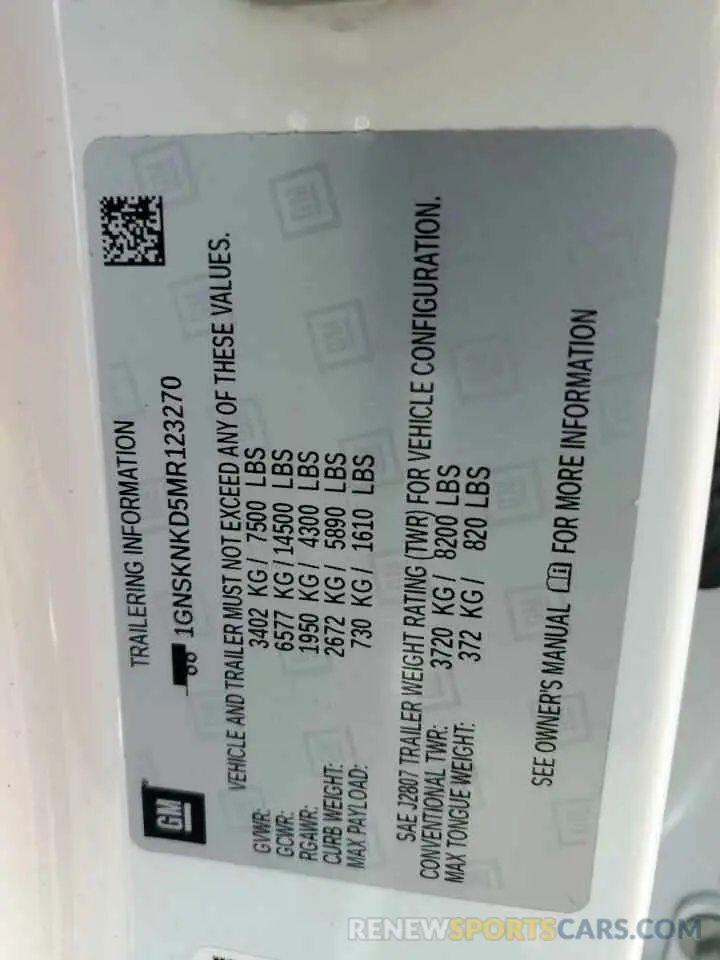 TRAILERING INFORMATION
1GNSKNKD5MR123270
GM
VEHICLE AND TRAILER MUST NOT EXCEED ANY OF THESE VALUES.
GVWR: 3402 KG/ 7500 LBS
GCWR: 6577 KG/14500 LBS
RGAWR: 1950 KG/ 4300 LBS
CURB WEIGHT: 2672 KG/ 5890 LBS
MAX PAYLOAD: 730 KG/ 1610 LBS
SAE J2807 TRAILER WEIGHT RATING (TWR) FOR VEHICLE CONFIGURATION.
CONVENTIONAL TWR: 3720 KG/ 8200 LBS
MAX TONGUE WEIGHT: 372 KG/ 820 LBS
SEE OWNER'S MANUAL FOR MORE INFORMATION
RENEWSPORTSCARS.COM